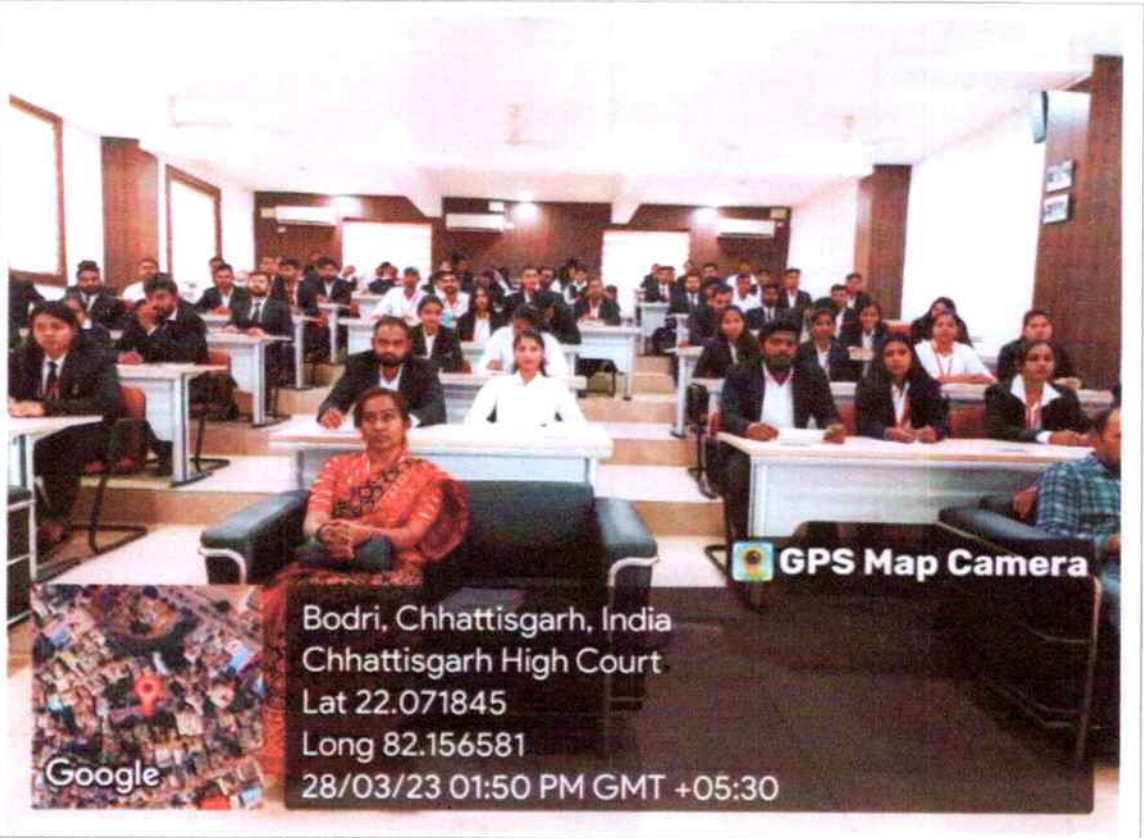 GPS Map Camera
Bodri, Chhattisgarh, India
Chhattisgarh High Court
Lat 22.071845
Long 82.156581
28/03/23 01:50 PM GMT +05:30
Google